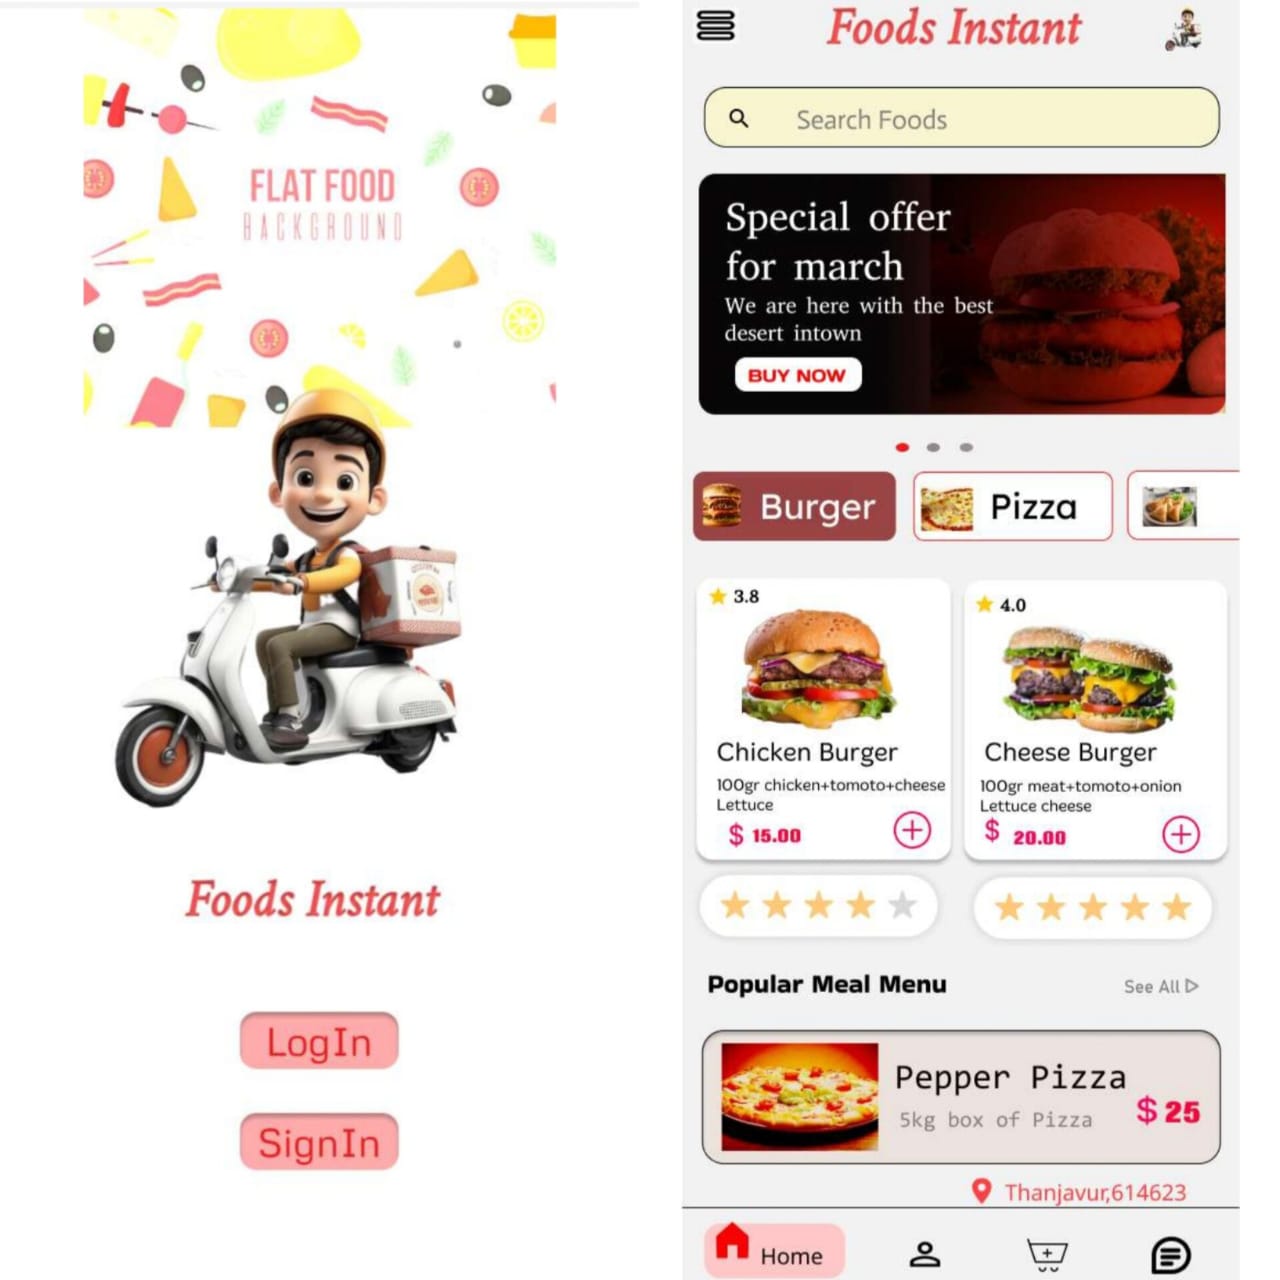 FLAT FOOD
BACKGROUND
Foods Instant
LogIn
SignIn
Foods Instant
Search Foods
Special offer
for march
We are here with the best
desert intown
BUY NOW
Burger
Pizza
3.8
4.0
Chicken Burger
100gr chicken+tomoto+cheese
Lettuce
$ 15.00
Cheese Burger
100gr meat+tomoto+onion
Lettuce cheese
$ 20.00
Popular Meal Menu
See All
Pepper Pizza
5kg box of Pizza
$ 25
Thanjavur,614623
Home